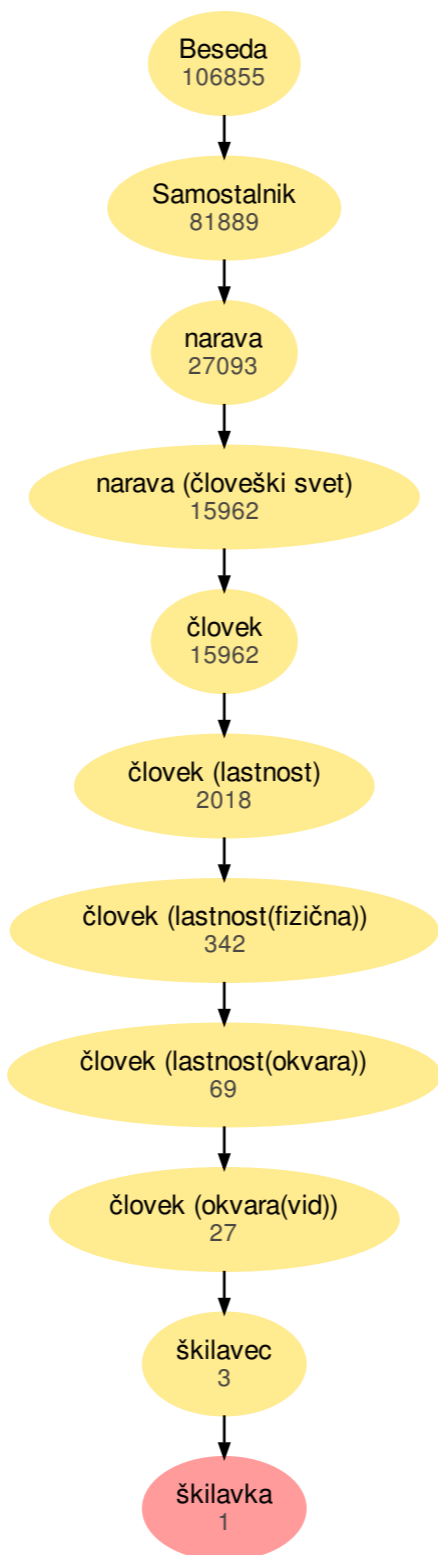 Beseda
106855
Samostalnik
81889
narava
27093
narava (človeški svet)
15962
človek
15962
človek (lastnost)
2018
človek (lastnost(fizična))
342
človek (lastnost(okvara))
69
človek (okvara(vid))
27
škilavec
3
škilavka
1